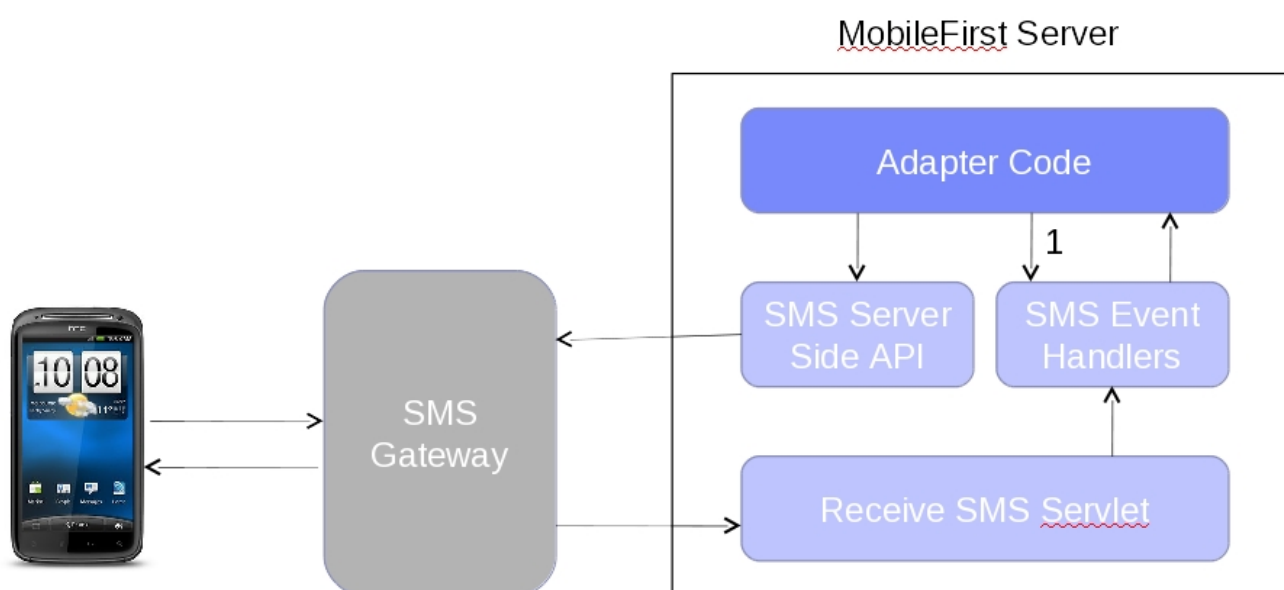 MobileFirst Server
Adapter Code
1
SMS Server
Side API
SMS Event
Handlers
SMS
Gateway
Receive SMS Servlet
htc
10 08